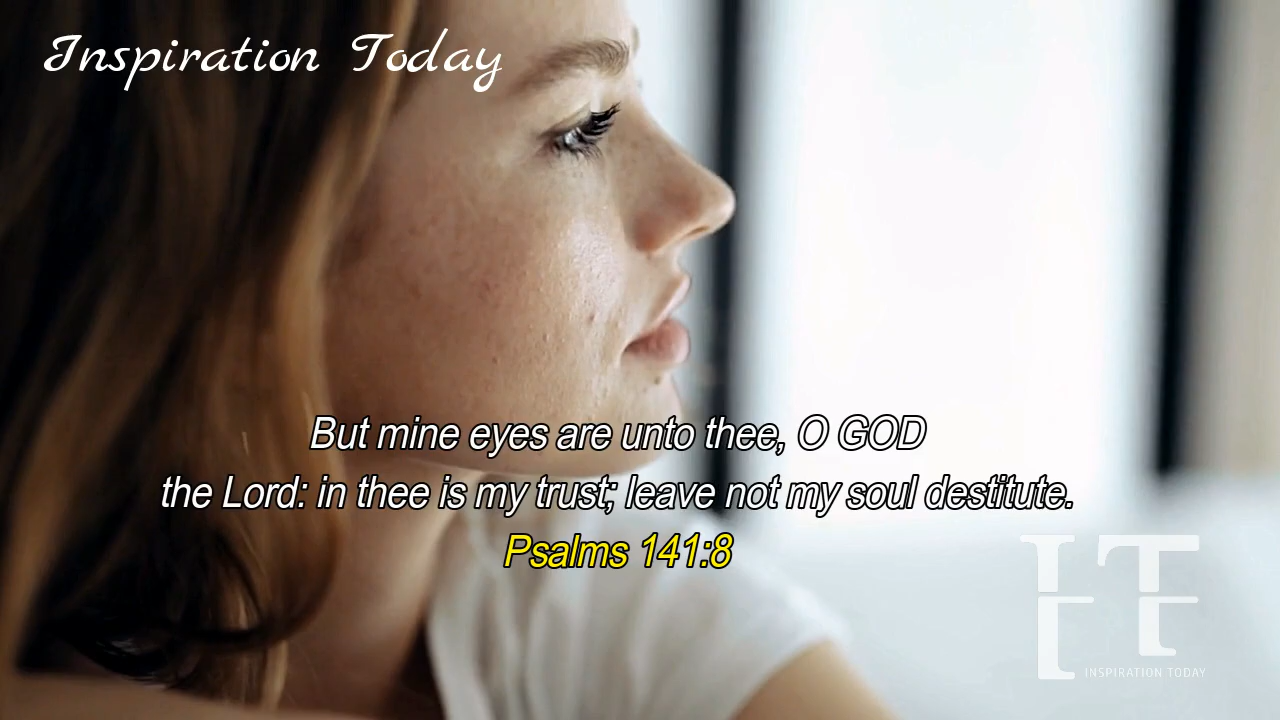 Inspiration Today
But mine eyes are unto thee, O GOD
the Lord: in thee is my trust; leave not my soul destitute.
Psalms 141:8
IT
INSPIRATION TODAY